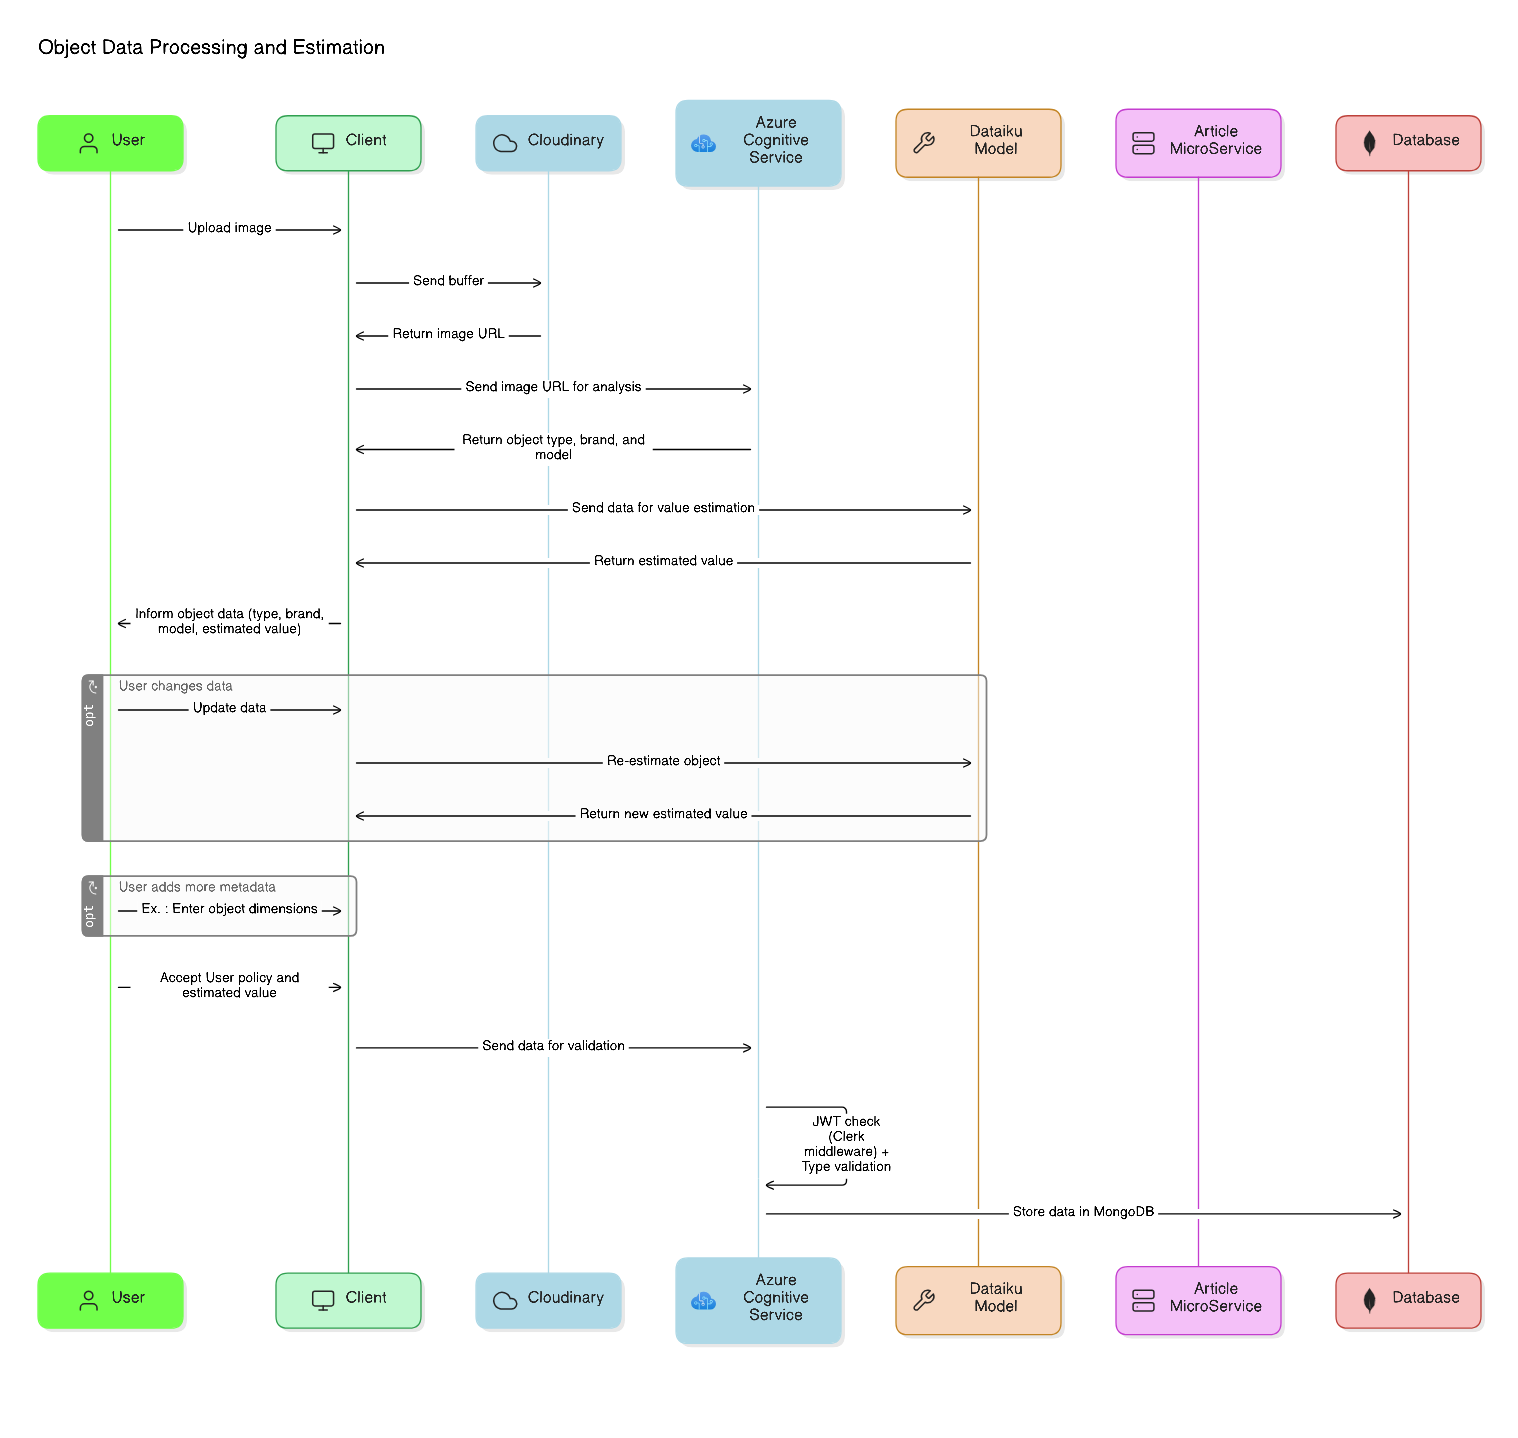 Object Data Processing and Estimation
User
Client
Cloudinary
Azure
Cognitive
Service
Dataiku
Model
Article
MicroService
Database
Upload image
Send buffer
Return image URL
Send image URL for analysis
Return object type, brand, and
model
Send data for value estimation
Return estimated value
Inform object data (type, brand,
model, estimated value)
opt
User changes data
Update data
Re-estimate object
Return new estimated value
opt
User adds more metadata
Ex. : Enter object dimensions
Accept User policy and
estimated value
Send data for validation
JWT check
(Clerk
middleware) +
Type validation
Store data in MongoDB
User
Client
Cloudinary
Azure
Cognitive
Service
Dataiku
Model
Article
MicroService
Database